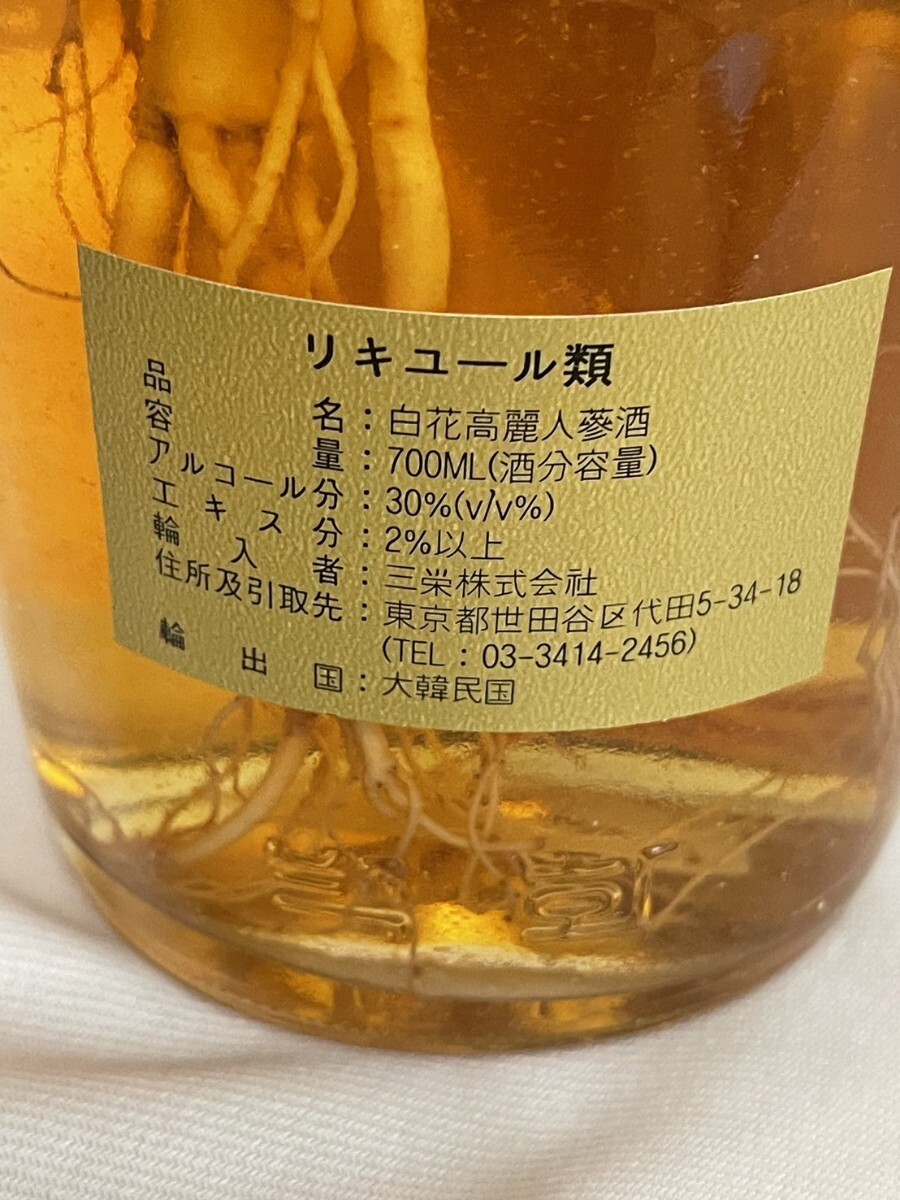 リキュール類
品名：白花高麗人蔘酒
容量：700ML(酒分容量)
アルコール分：30%(v/v%)
エキス分：2%以上
輪入者：三栄株式会社
住所及引取先：東京都世田谷区代田5-34-18
(TEL：03-3414-2456)
輪出国：大韓民国